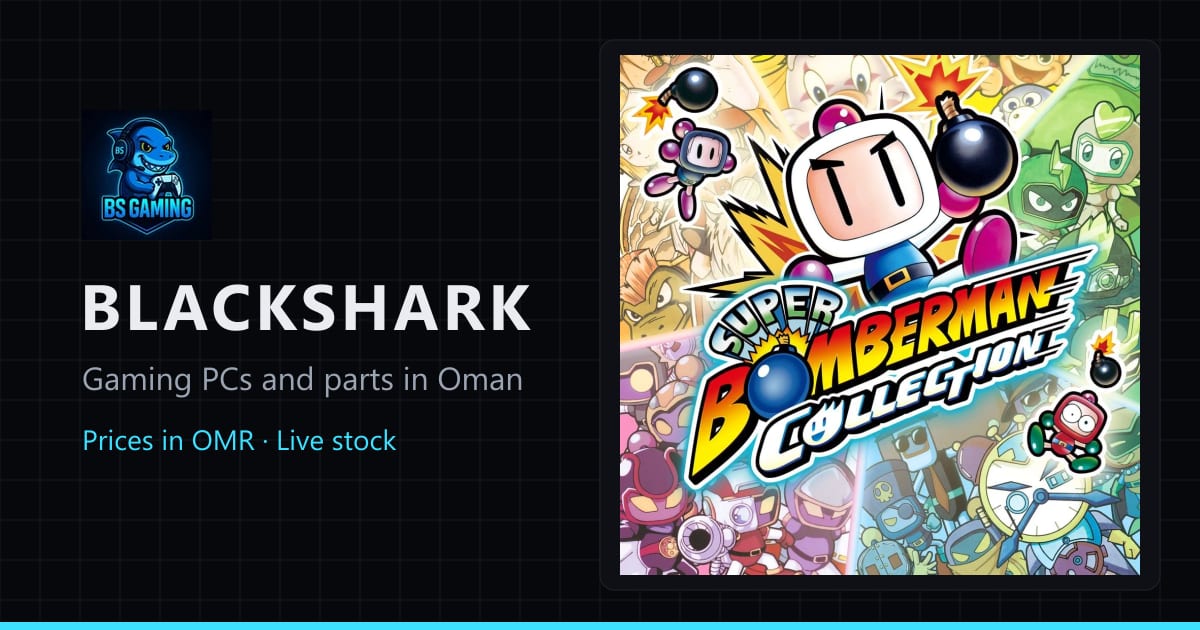 BS
BS GAMING
BLACKSHARK
Gaming PCs and parts in Oman
Prices in OMR · Live stock
SUPER
BOMBERMAN
COLLECTION